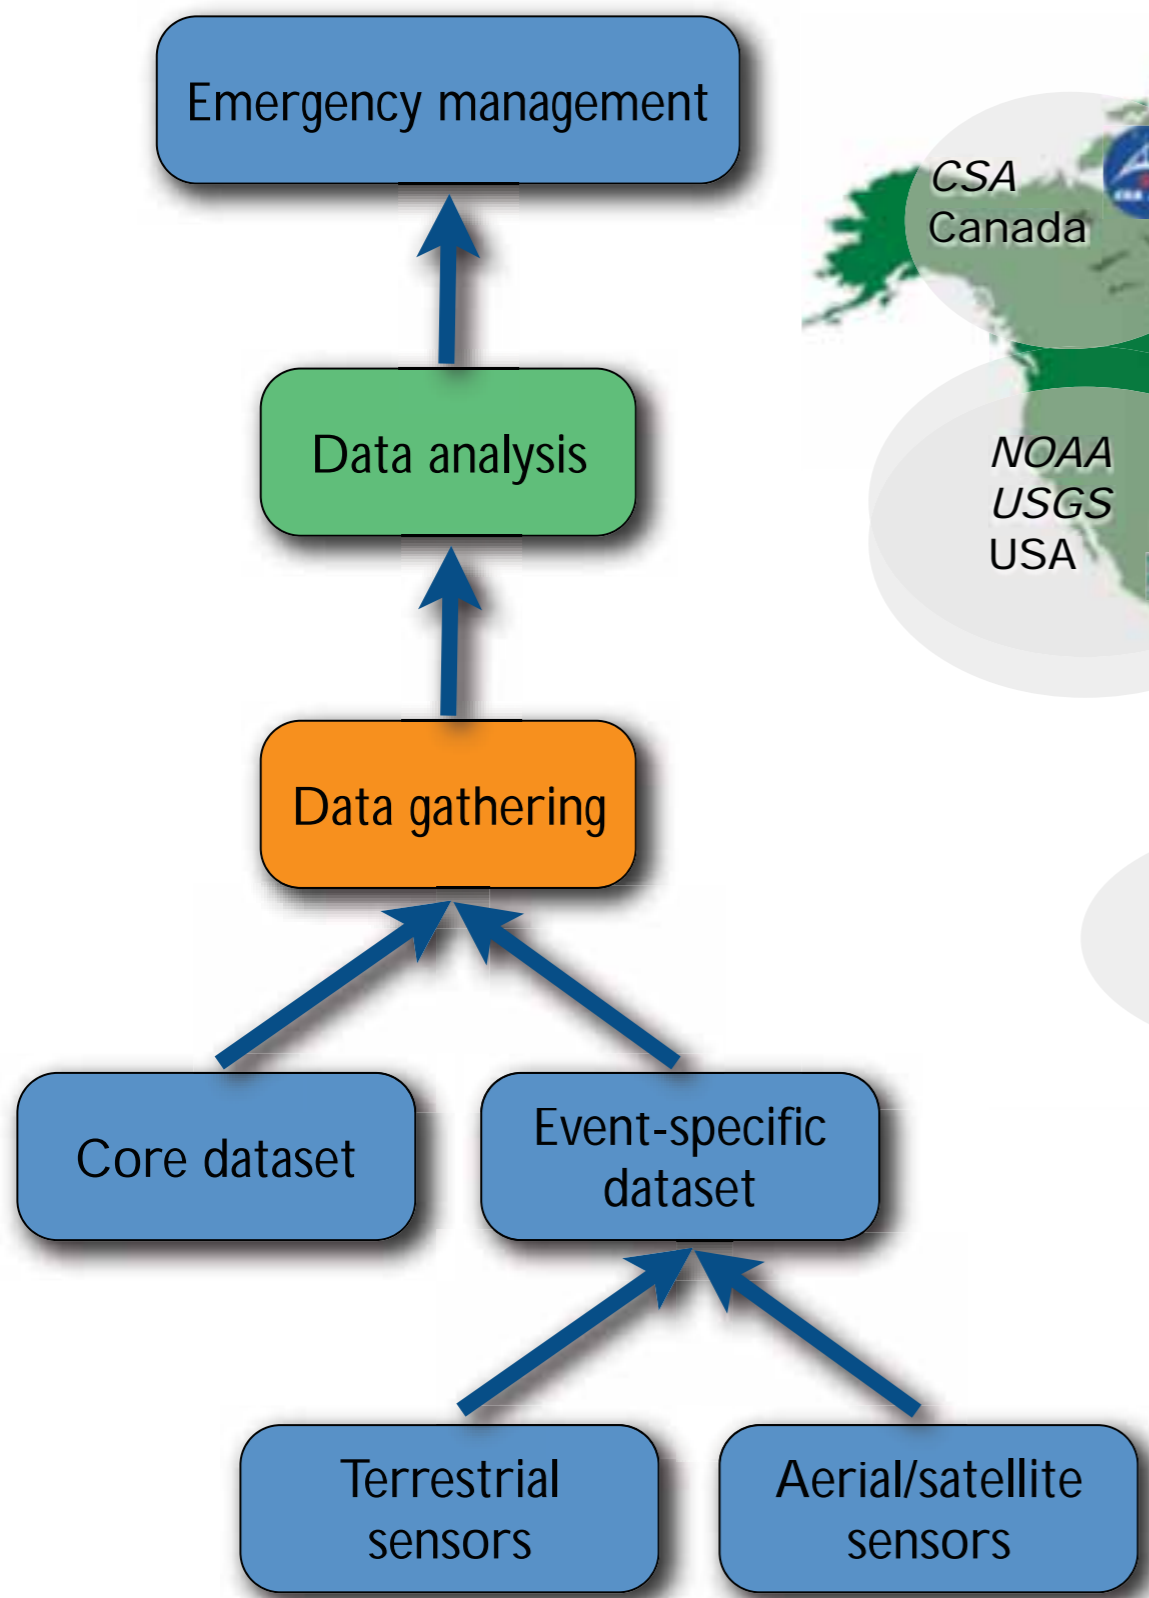 Emergency management
CSA
Canada
Data analysis
NOAA
USGS
USA
Data gathering
Core dataset
Event-specific
dataset
Terrestrial
sensors
Aerial/satellite
sensors